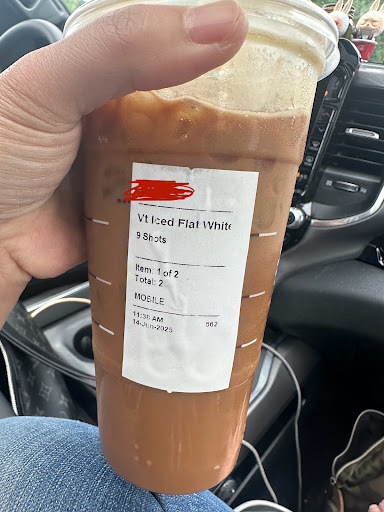 Vt Iced Flat White
9 Shots
Item: 1 of 2
Total: 2
MOBILE
11:38 AM 562
14-Jun-2025